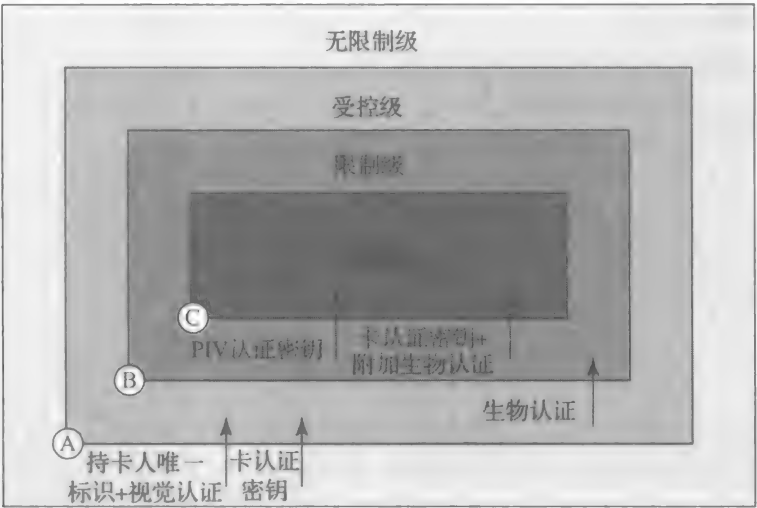 无限制级
受控级
限制级
C
PIV认证密钥
卡认证密钥+
附加生物认证
B
生物认证
A
持卡人唯一
标识+视觉认证
卡认证
密钥